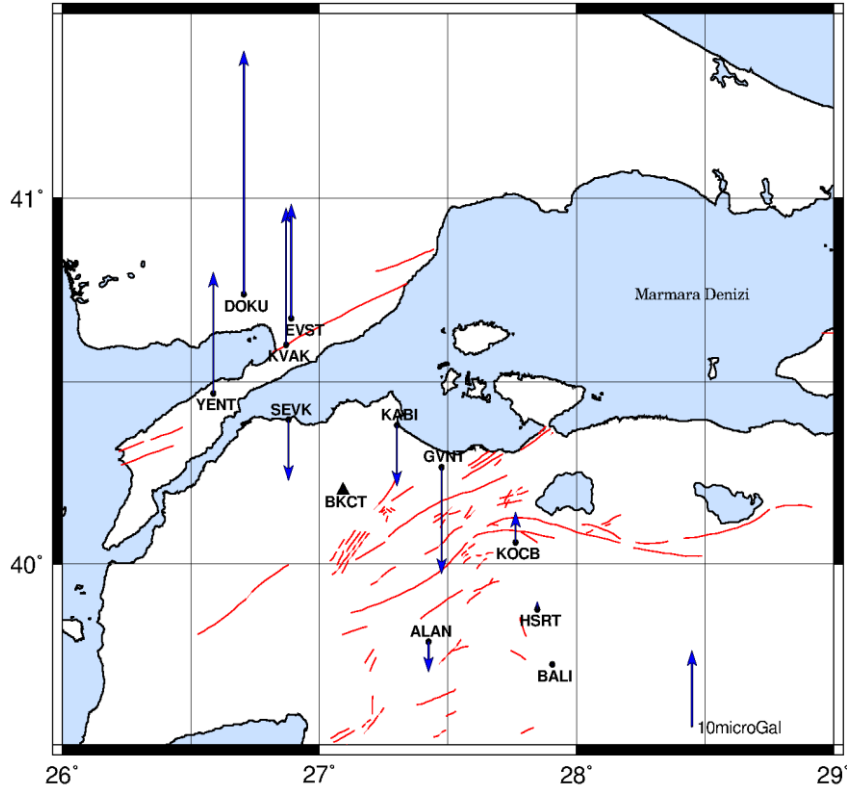 41°
Marmara Denizi
DOKU
EVST
KVAK
YENT
SEVK
KABI
GVNT
BKCT
KOCB
40°
HSRT
ALAN
BALI
10microGal
26°
27°
28°
29°